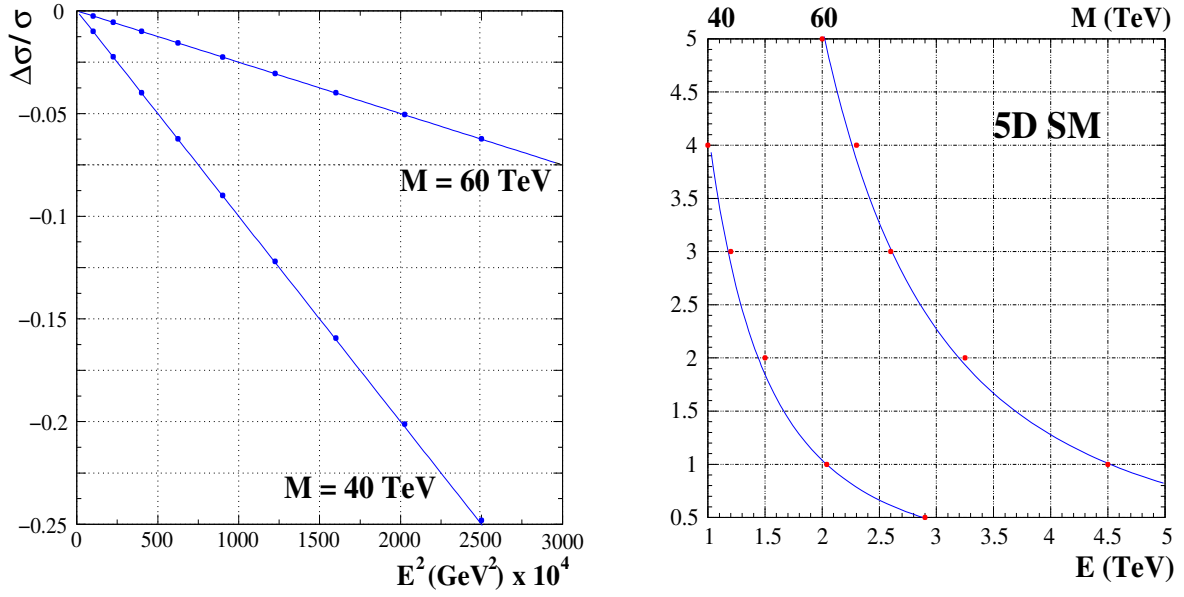 Δσ/σ
0
−0.05
−0.1
−0.15
−0.2
−0.25
M = 60 TeV
M = 40 TeV
0 500 1000 1500 2000 2500 3000
E² (GeV²) x 10⁴
40 60 M (TeV)
5
4.5
4
3.5
3
2.5
2
1.5
1
0.5
5D SM
1 1.5 2 2.5 3 3.5 4 4.5 5
E (TeV)